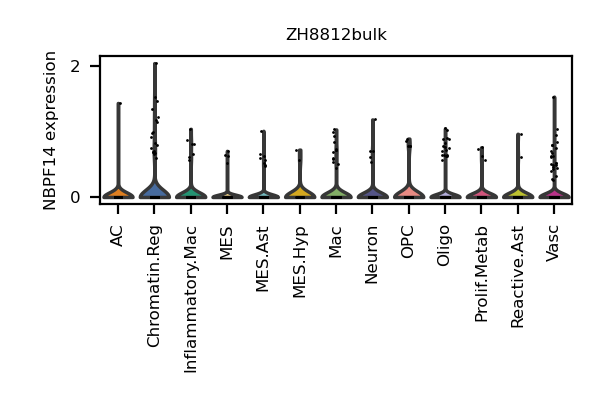 ZH8812bulk
NBPF14 expression
2
0
AC
Chromatin.Reg
Inflammatory.Mac
MES
MES.Ast
MES.Hyp
Mac
Neuron
OPC
Oligo
Prolif.Metab
Reactive.Ast
Vasc